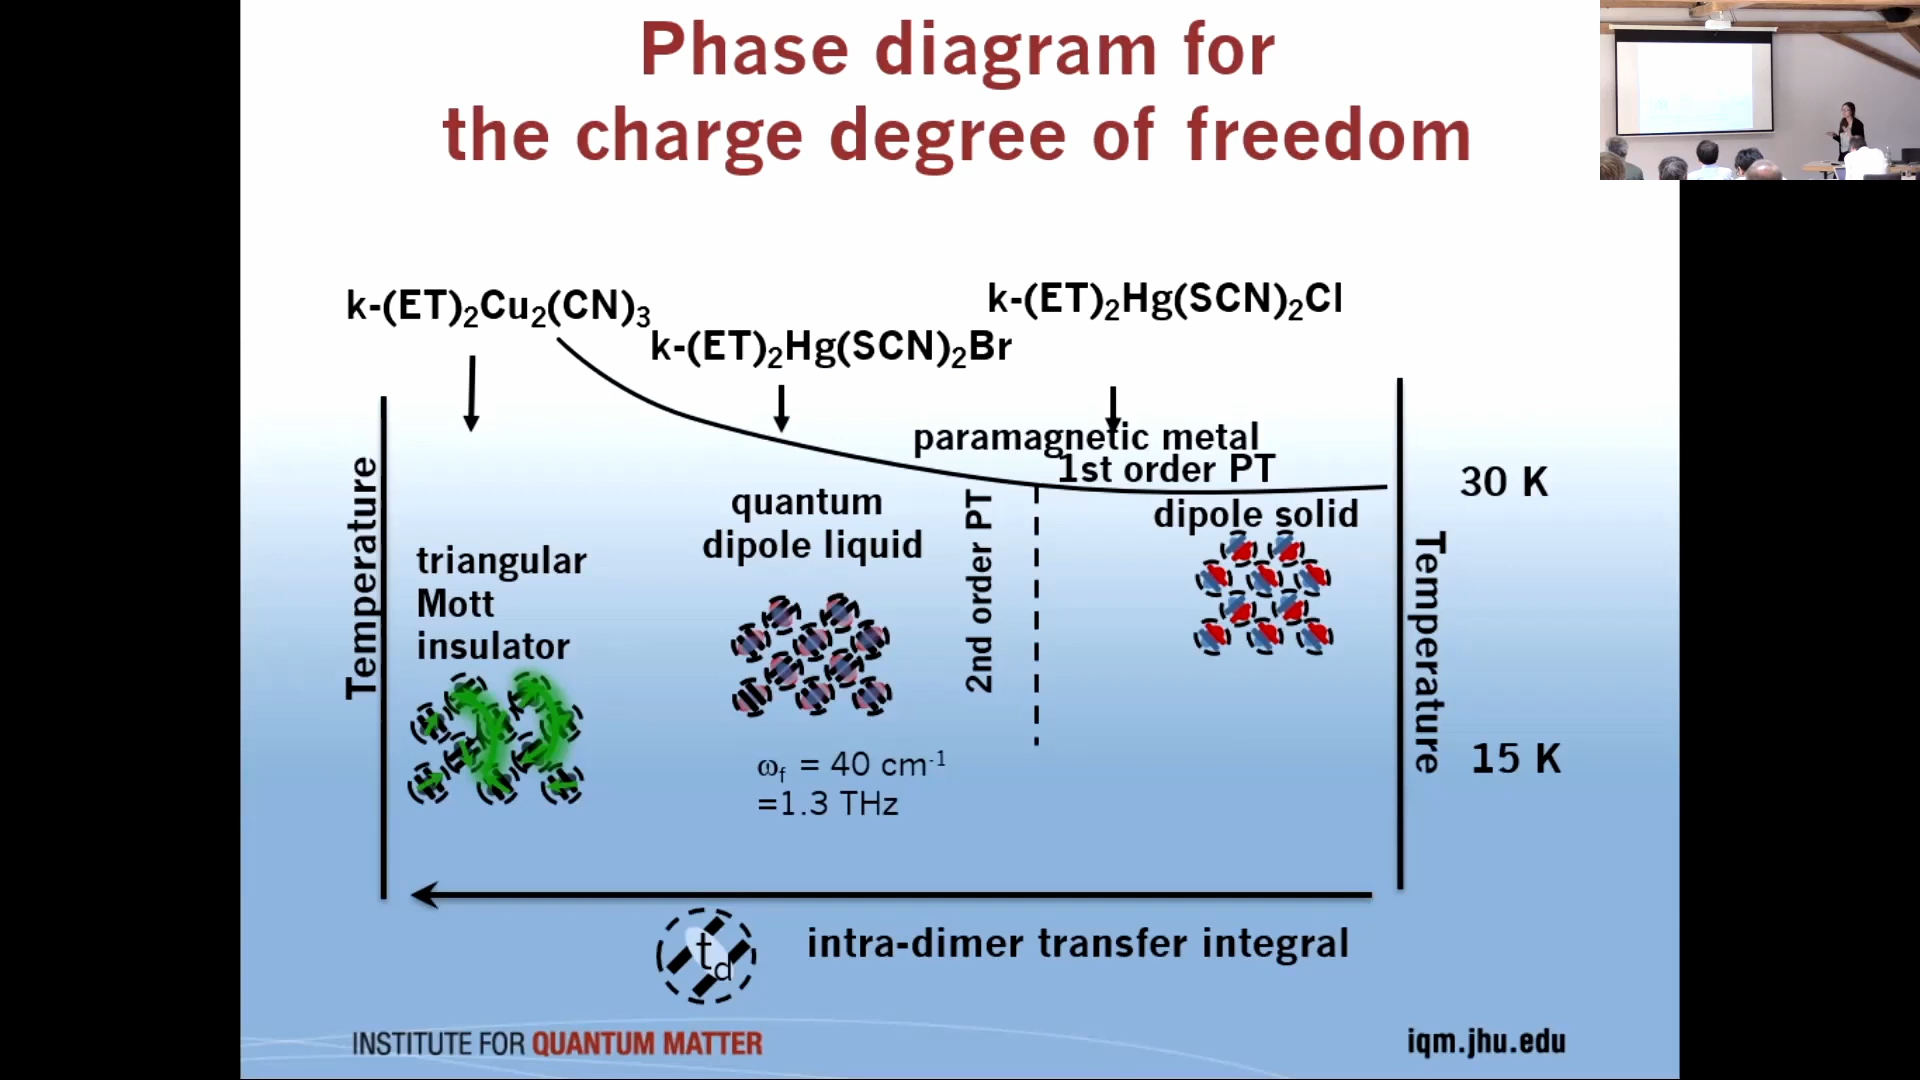 Phase diagram for
the charge degree of freedom
k-(ET)₂Cu₂(CN)₃
k-(ET)₂Hg(SCN)₂Br
k-(ET)₂Hg(SCN)₂Cl
paramagnetic metal
1st order PT
30 K
quantum
dipole liquid
dipole solid
2nd order PT
Temperature
triangular
Mott
insulator
Temperature
15 K
ωf = 40 cm⁻¹
=1.3 THz
td
intra-dimer transfer integral
INSTITUTE FOR QUANTUM MATTER
iqm.jhu.edu